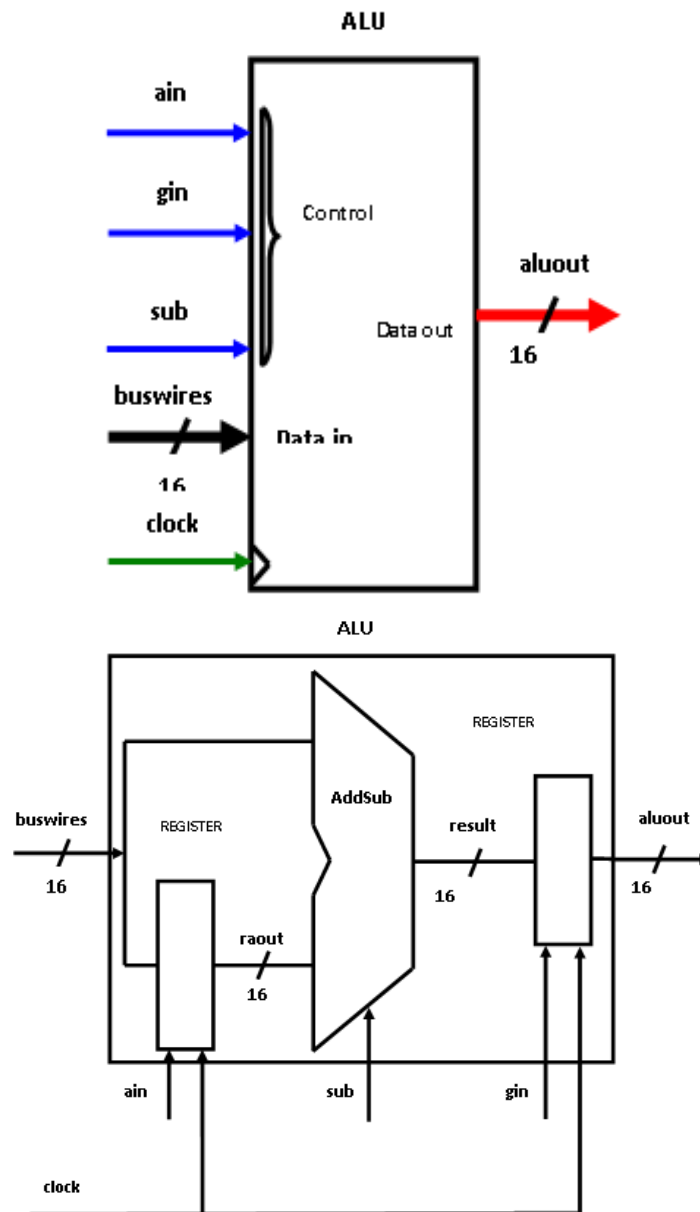 ALU
ain
gin
Control
sub
aluout
Data out
16
buswires
Data in
16
clock
ALU
REGISTER
AddSub
buswires
REGISTER
result
aluout
16
16
16
raout
16
ain
sub
gin
clock